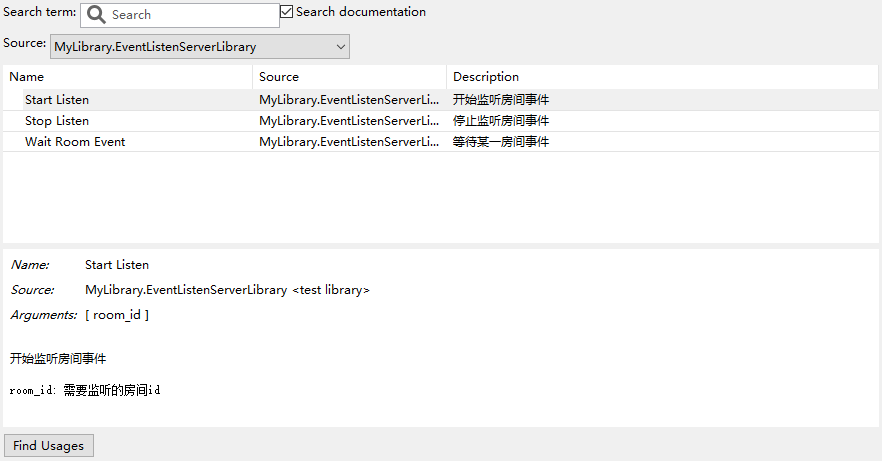 Search term: Search Search documentation
Source: MyLibrary.EventListenServerLibrary
Name Source Description
Start Listen MyLibrary.EventListenServerLi... 开始监听房间事件
Stop Listen MyLibrary.EventListenServerLi... 停止监听房间事件
Wait Room Event MyLibrary.EventListenServerLi... 等待某一房间事件
Name: Start Listen
Source: MyLibrary.EventListenServerLibrary <test library>
Arguments: [ room_id ]
开始监听房间事件
room_id: 需要监听的房间id
Find Usages